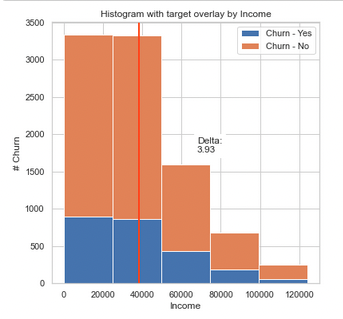 Histogram with target overlay by Income
3500
3000
2500
2000
1500
1000
500
0
# Churn
Churn - Yes
Churn - No
Delta:
3.93
0 20000 40000 60000 80000 100000 120000
Income